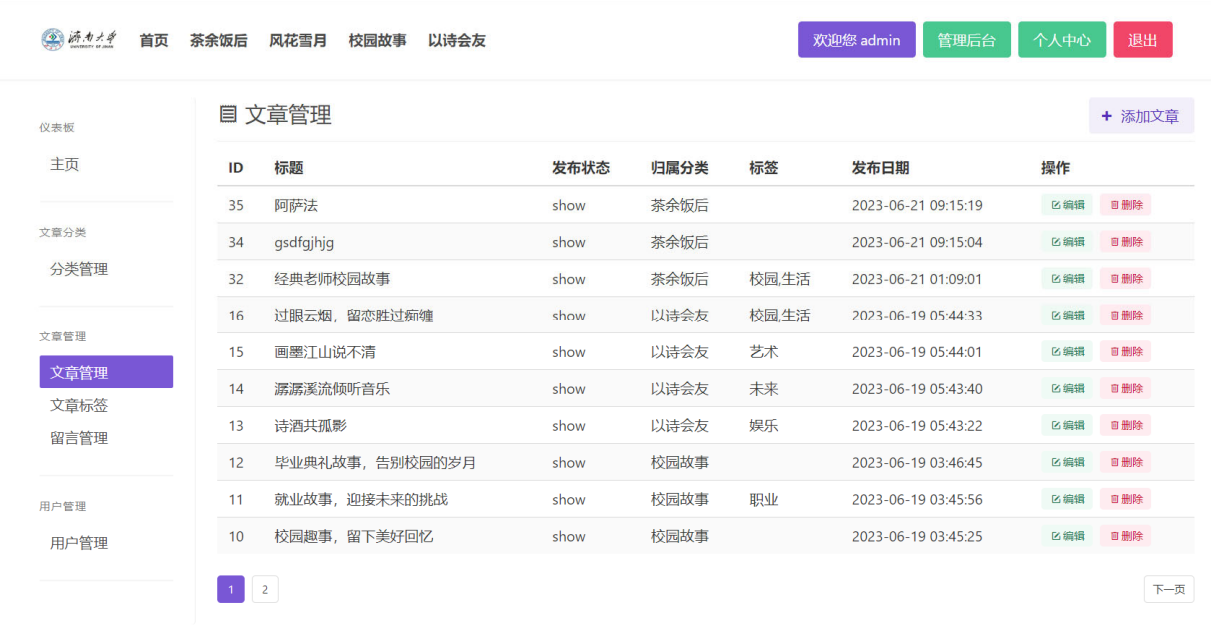 济南大学 首页 茶余饭后 风花雪月 校园故事 以诗会友 欢迎您 admin 管理后台 个人中心 退出
UNIVERSITY OF JINAN
仪表板
主页
文章分类
分类管理
文章管理
文章管理
文章标签
留言管理
用户管理
用户管理
文章管理 + 添加文章
ID 标题 发布状态 归属分类 标签 发布日期 操作
35 阿萨法 show 茶余饭后 2023-06-21 09:15:19 编辑 删除
34 gsdfgjhjg show 茶余饭后 2023-06-21 09:15:04 编辑 删除
32 经典老师校园故事 show 茶余饭后 校园,生活 2023-06-21 01:09:01 编辑 删除
16 过眼云烟，留恋胜过痴缠 show 以诗会友 校园,生活 2023-06-19 05:44:33 编辑 删除
15 画墨江山说不清 show 以诗会友 艺术 2023-06-19 05:44:01 编辑 删除
14 潺潺溪流倾听音乐 show 以诗会友 未来 2023-06-19 05:43:40 编辑 删除
13 诗酒共孤影 show 以诗会友 娱乐 2023-06-19 05:43:22 编辑 删除
12 毕业典礼故事，告别校园的岁月 show 校园故事 2023-06-19 03:46:45 编辑 删除
11 就业故事，迎接未来的挑战 show 校园故事 职业 2023-06-19 03:45:56 编辑 删除
10 校园趣事，留下美好回忆 show 校园故事 2023-06-19 03:45:25 编辑 删除
1 2 下一页